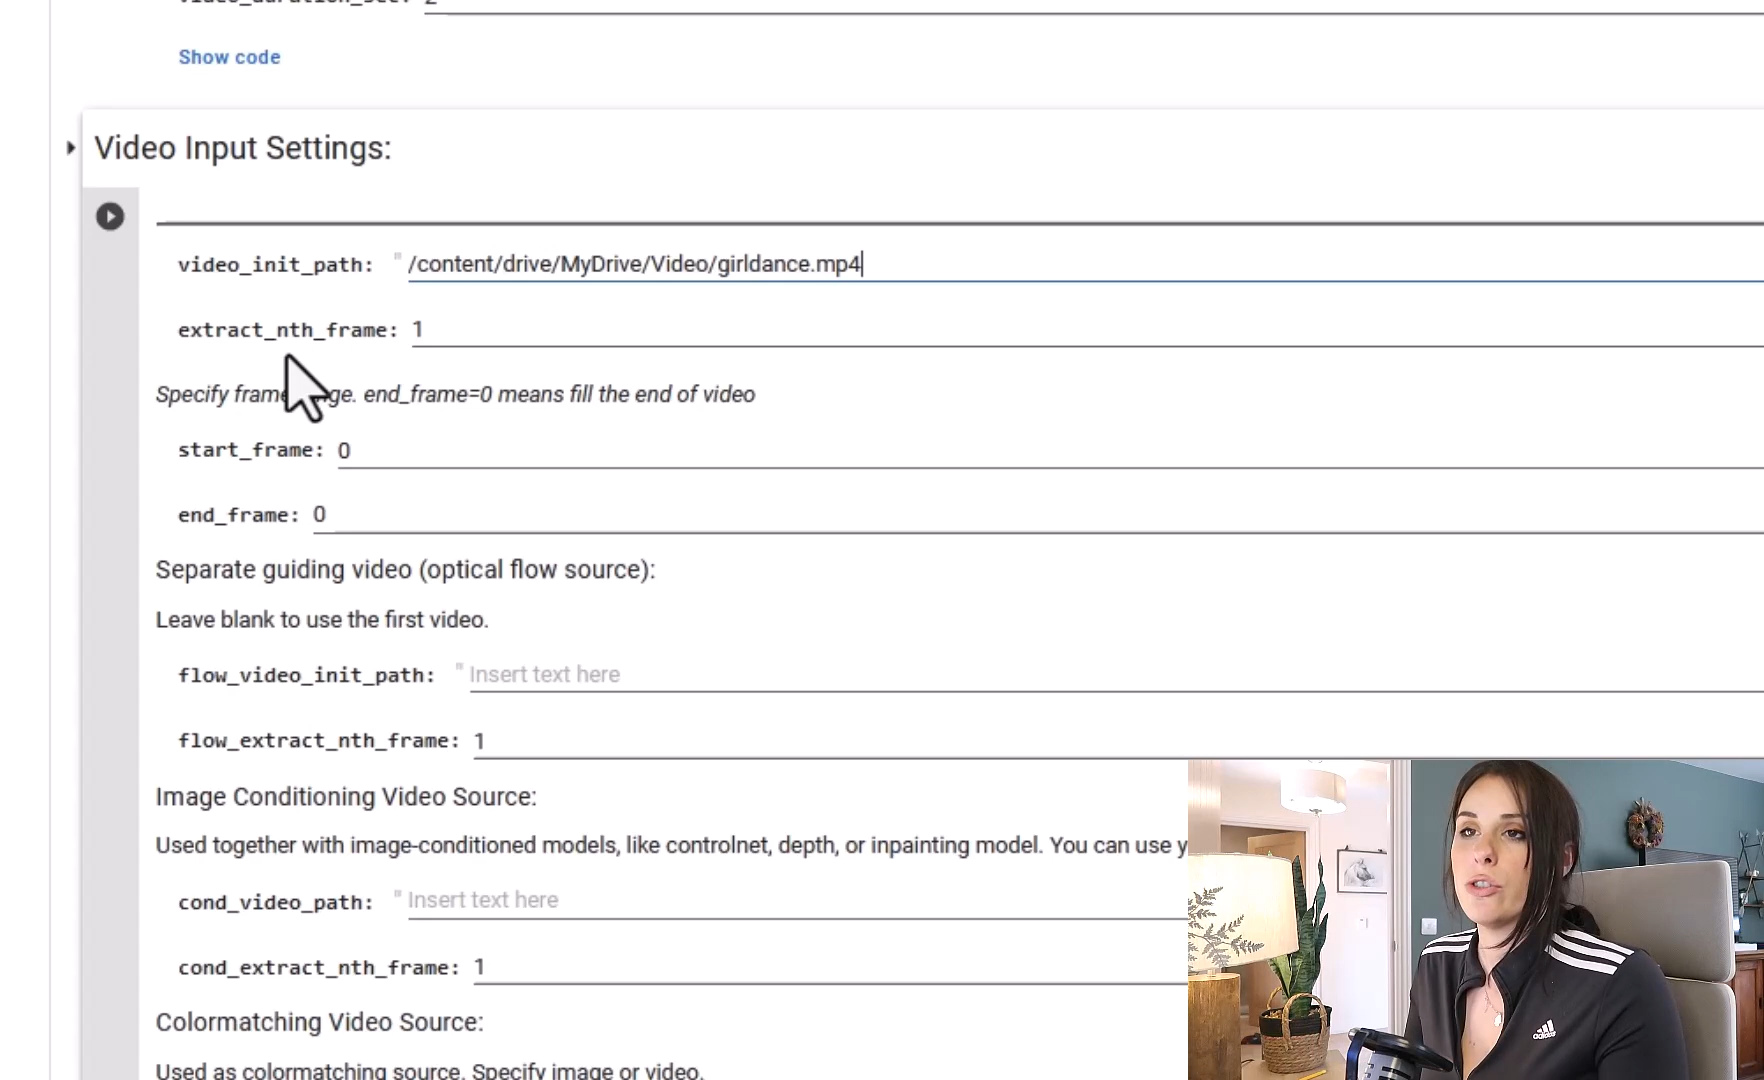 video_duration_sec: 2
Show code
Video Input Settings:
video_init_path: " /content/drive/MyDrive/Video/girldance.mp4
extract_nth_frame: 1
Specify frame ge. end_frame=0 means fill the end of video
start_frame: 0
end_frame: 0
Separate guiding video (optical flow source):
Leave blank to use the first video.
flow_video_init_path: " Insert text here
flow_extract_nth_frame: 1
Image Conditioning Video Source:
Used together with image-conditioned models, like controlnet, depth, or inpainting model. You can use y
cond_video_path: " Insert text here
cond_extract_nth_frame: 1
Colormatching Video Source:
Used as colormatching source. Specify image or video.
adidas